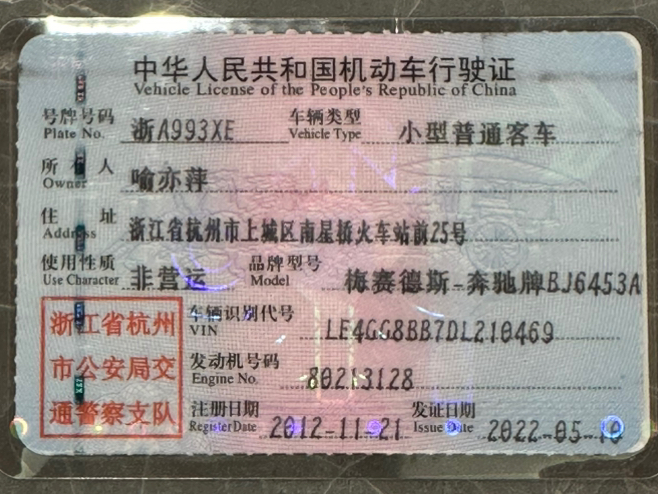 中华人民共和国机动车行驶证
Vehicle License of the People's Republic of China
号牌号码 浙A993XE 车辆类型 小型普通客车
Plate No. Vehicle Type
所有人 喻亦萍
Owner
住址 浙江省杭州市上城区南星桥火车站前25号
Address
使用性质 非营运 品牌型号 梅赛德斯-奔驰牌BJ6453A
Use Character Model
浙江省杭州
市公安局交
通警察支队
车辆识别代号 LE4GG8BB7DL210469
VIN
发动机号码 80213128
Engine No.
注册日期 2012-11-21 发证日期 2022-05-10
Register Date Issue Date